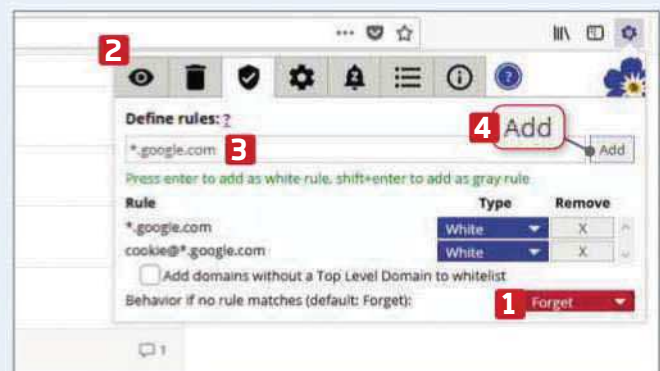 2
Define rules: ?
*.google.com 3
4 Add Add
Press enter to add as white rule, shift+enter to add as gray rule
Rule Type Remove
*.google.com White X
cookie@*.google.com White X
Add domains without a Top Level Domain to whitelist
Behavior if no rule matches (default: Forget): 1 Forget
1